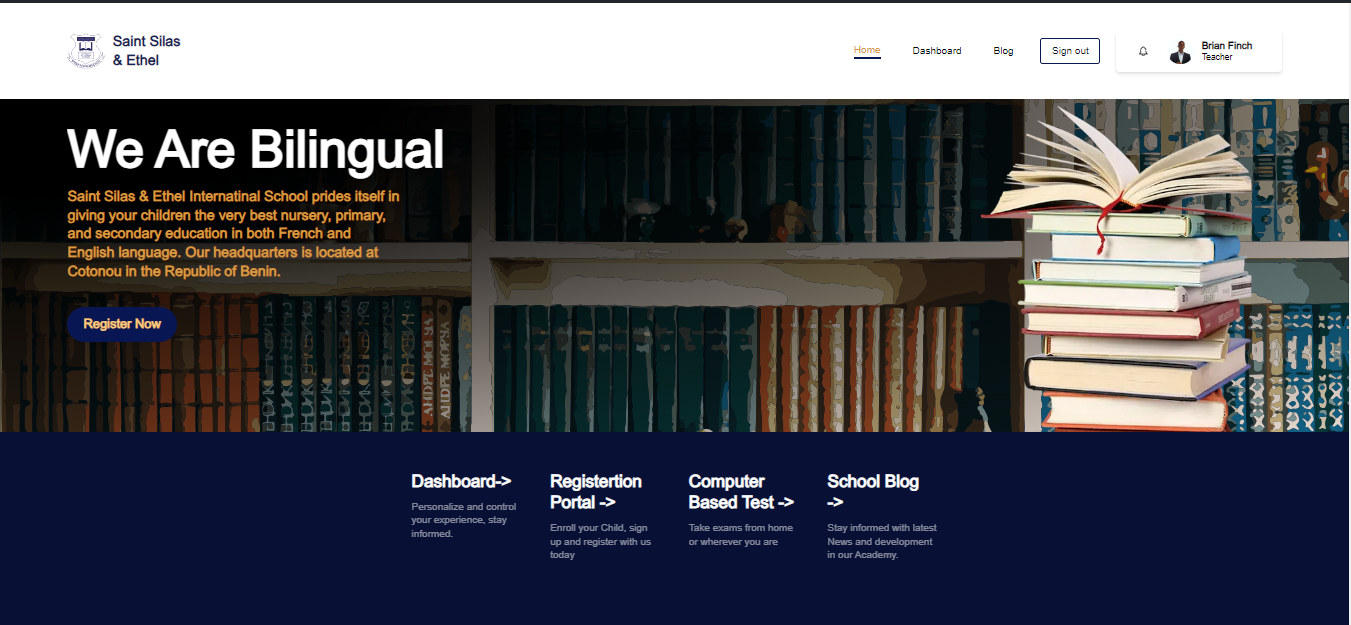 Saint Silas
& Ethel
Home
Dashboard
Blog
Sign out
Brian Finch
Teacher
We Are Bilingual
Saint Silas & Ethel Internatinal School prides itself in
giving your children the very best nursery, primary,
and secondary education in both French and
English language. Our headquarters is located at
Cotonou in the Republic of Benin.
Register Now
Dashboard->
Personalize and control
your experience, stay
informed.
Registertion
Portal ->
Enroll your Child, sign
up and register with us
today
Computer
Based Test ->
Take exams from home
or wherever you are
School Blog
->
Stay informed with latest
News and development
in our Academy.